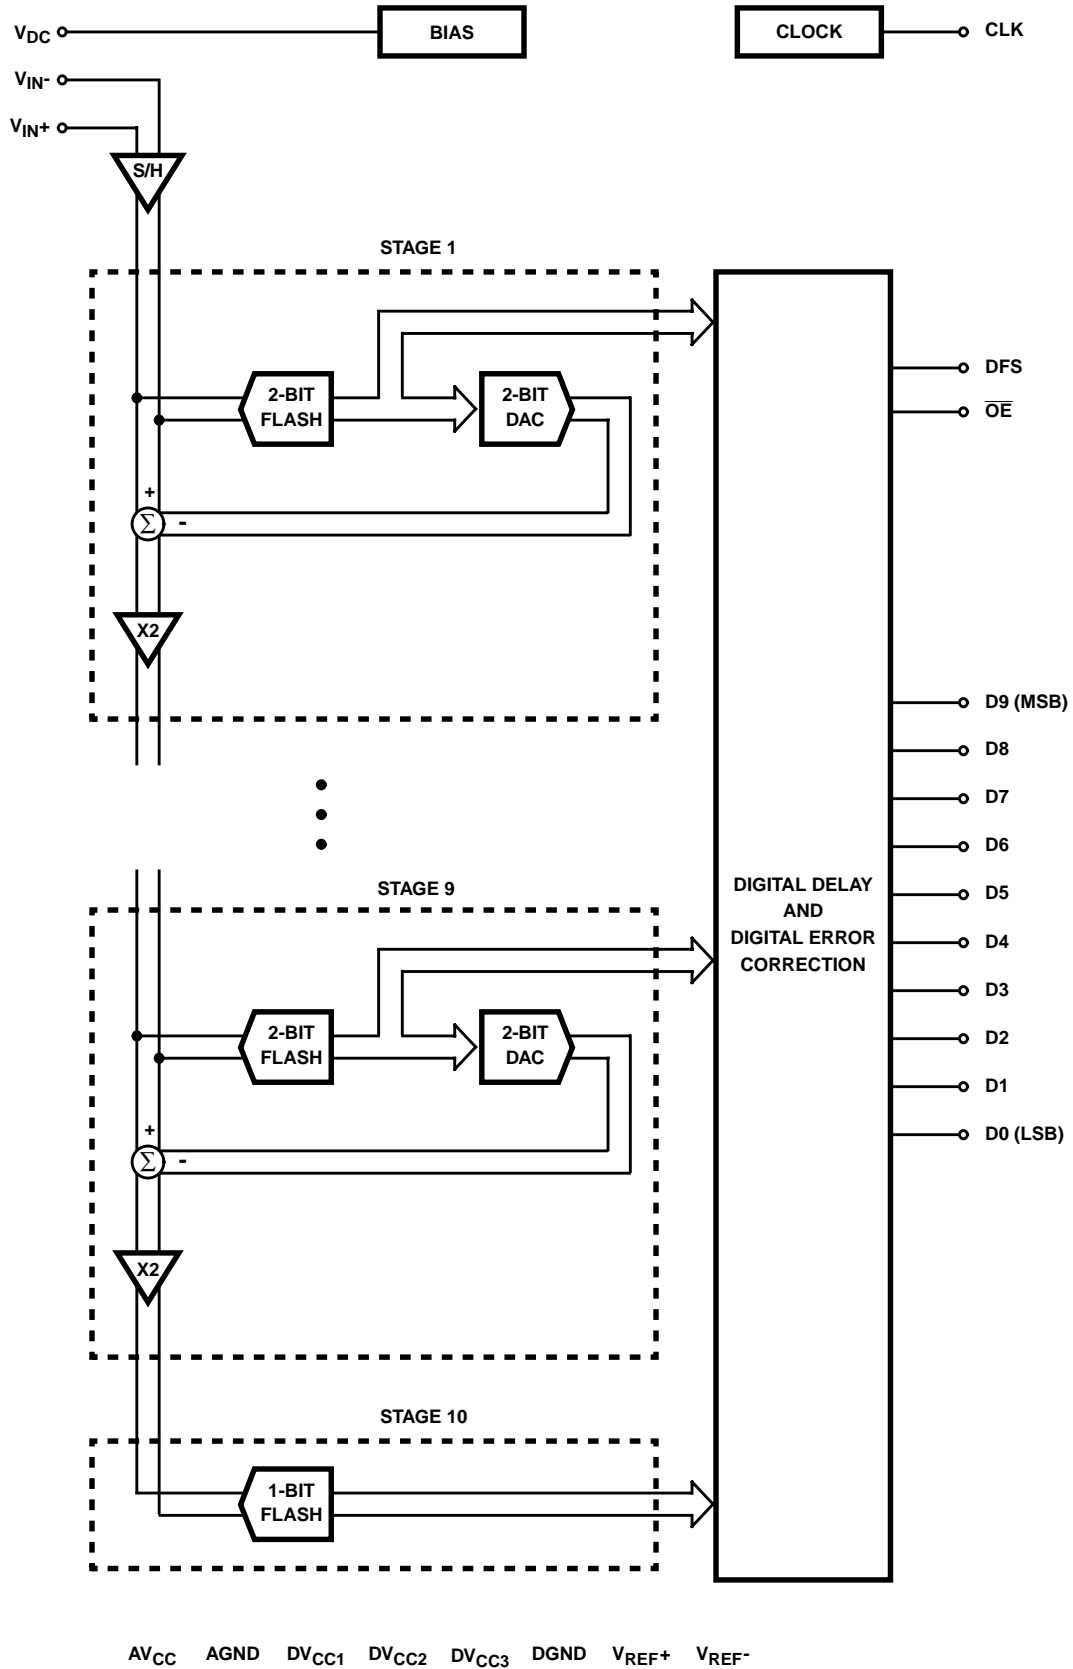 VDC
BIAS
CLOCK
CLK
VIN-
VIN+
S/H
STAGE 1
2-BIT
FLASH
2-BIT
DAC
+
Σ
-
X2
DFS
OE
D9 (MSB)
D8
D7
D6
D5
D4
D3
D2
D1
D0 (LSB)
DIGITAL DELAY
AND
DIGITAL ERROR
CORRECTION
STAGE 9
2-BIT
FLASH
2-BIT
DAC
+
Σ
-
X2
STAGE 10
1-BIT
FLASH
AVCC AGND DVCC1 DVCC2 DVCC3 DGND VREF+ VREF-